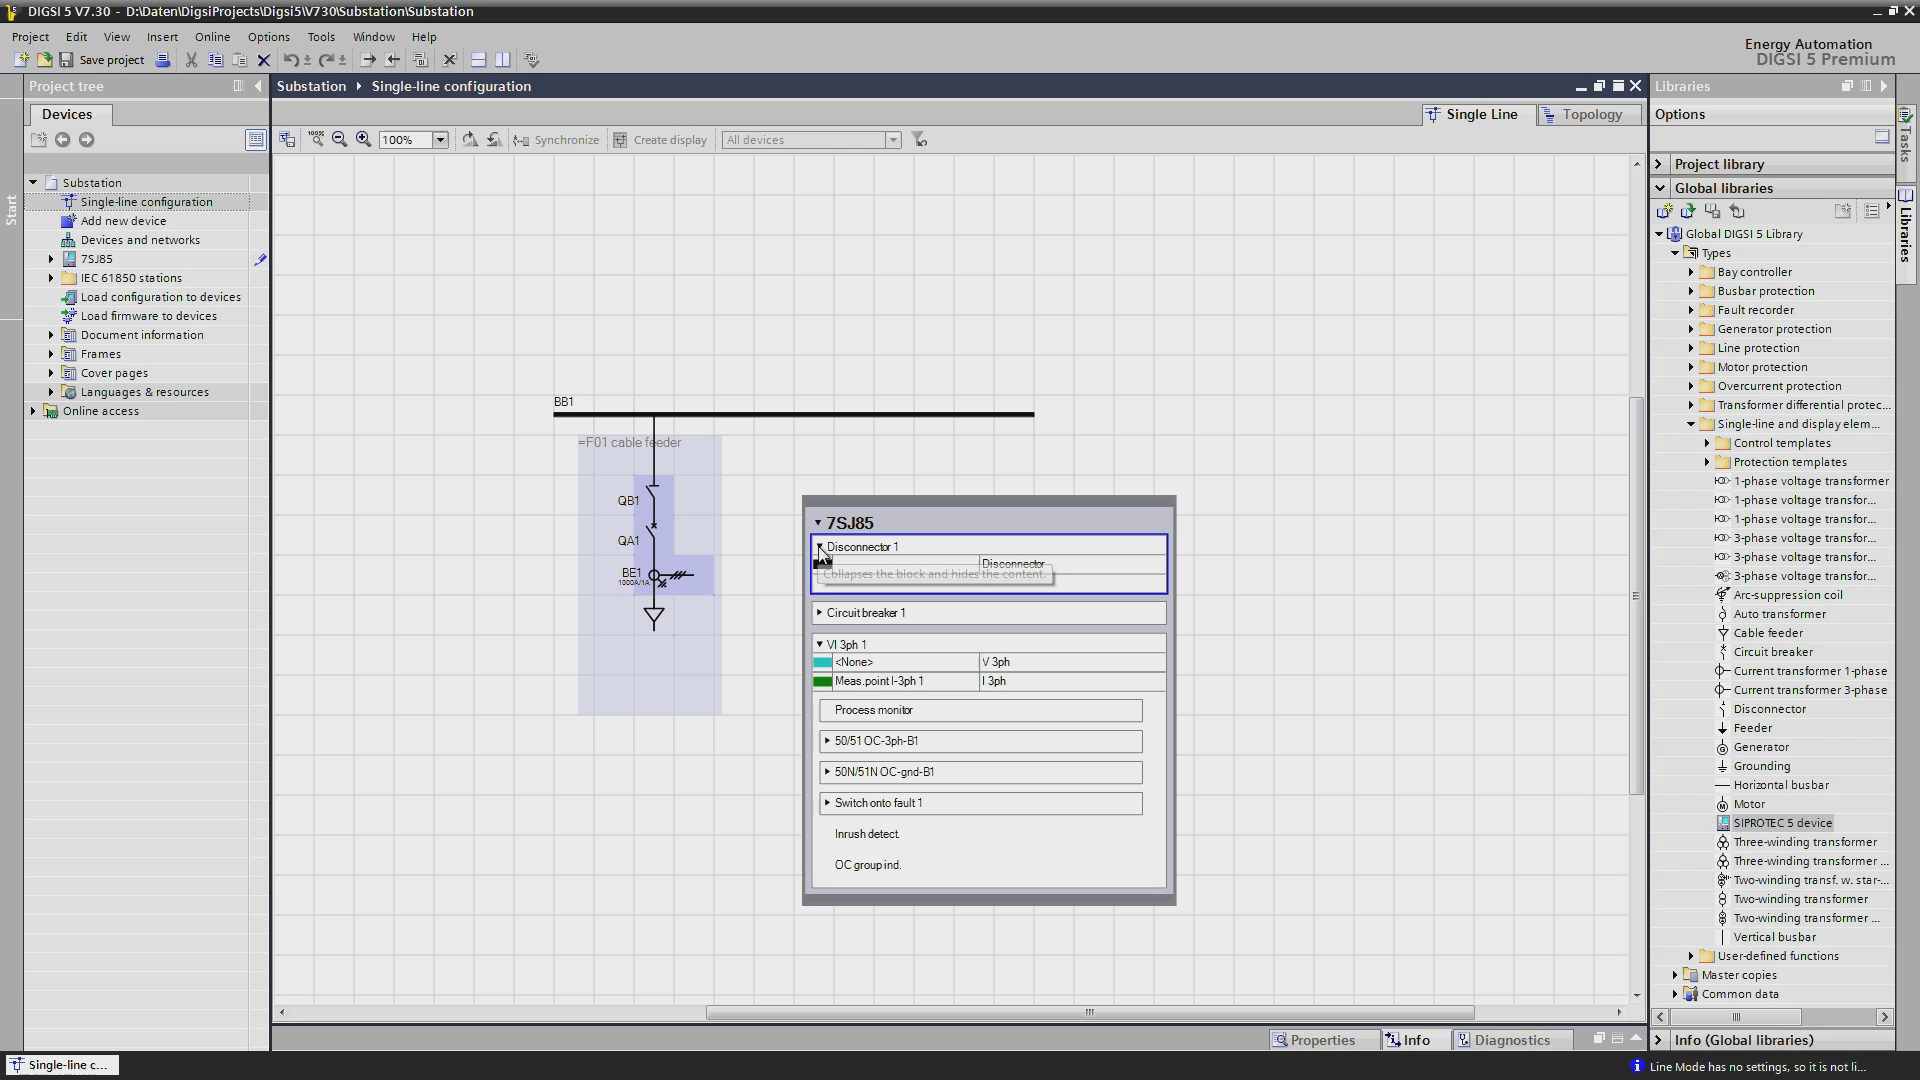 DIGSI 5 V7.30 - D:\Daten\DigsiProjects\Digsi5\V730\Substation\Substation
Project Edit View Insert Online Options Tools Window Help
Save project
Energy Automation
DIGSI 5 Premium
Project tree
Devices
Start
Substation
Single-line configuration
Add new device
Devices and networks
7SJ85
IEC 61850 stations
Load configuration to devices
Load firmware to devices
Document information
Frames
Cover pages
Languages & resources
Online access
Substation Single-line configuration
Single Line Topology
100% 100% Synchronize Create display All devices
BB1
=F01 cable feeder
QB1
QA1
BE1
1000A/1A
7SJ85
Disconnector 1
Disconnector
Collapses the block and hides the content.
Circuit breaker 1
VI 3ph 1
<None> V 3ph
Meas.point I-3ph 1 I 3ph
Process monitor
50/51 OC-3ph-B1
50N/51N OC-gnd-B1
Switch onto fault 1
Inrush detect.
OC group ind.
Properties Info Diagnostics
Libraries
Options
Project library
Global libraries
Global DIGSI 5 Library
Types
Bay controller
Busbar protection
Fault recorder
Generator protection
Line protection
Motor protection
Overcurrent protection
Transformer differential protec...
Single-line and display elem...
Control templates
Protection templates
1-phase voltage transformer
1-phase voltage transfor...
1-phase voltage transfor...
3-phase voltage transfor...
3-phase voltage transfor...
3-phase voltage transfor...
Arc-suppression coil
Auto transformer
Cable feeder
Circuit breaker
Current transformer 1-phase
Current transformer 3-phase
Disconnector
Feeder
Generator
Grounding
Horizontal busbar
Motor
SIPROTEC 5 device
Three-winding transformer
Three-winding transformer ...
Two-winding transf. w. star-...
Two-winding transformer
Two-winding transformer ...
Vertical busbar
User-defined functions
Master copies
Common data
Info (Global libraries)
Tasks
Libraries
Single-line c...
Line Mode has no settings, so it is not li...